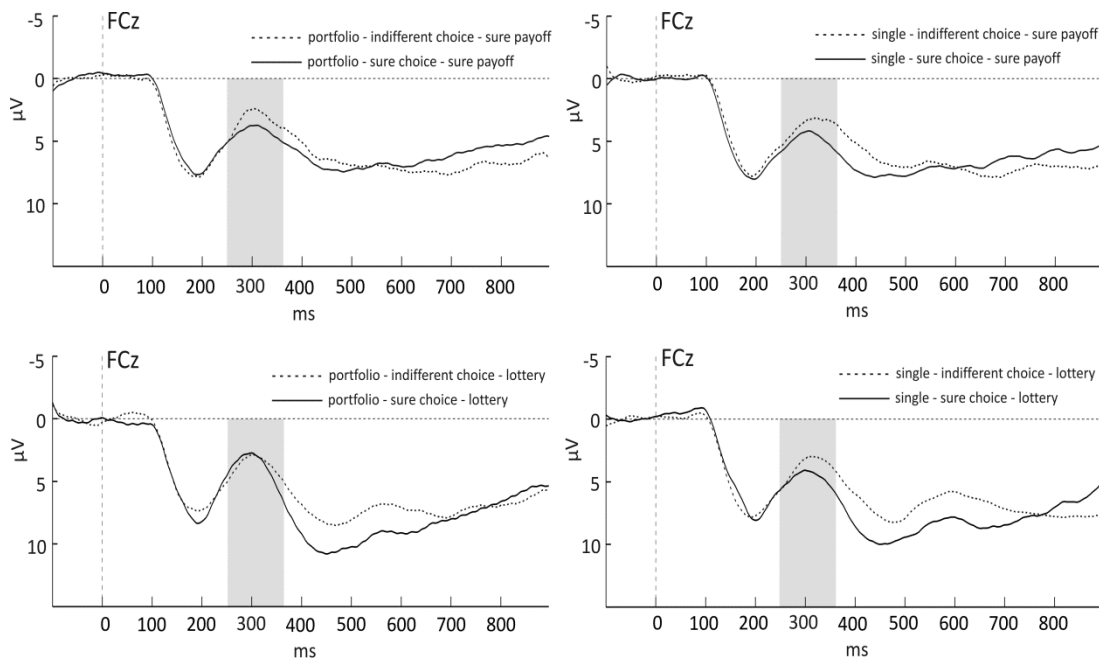 -5
FCz
portfolio - indifferent choice - sure payoff
portfolio - sure choice - sure payoff
0
µV
5
10
0 100 200 300 400 500 600 700 800
ms
-5
FCz
single - indifferent choice - sure payoff
single - sure choice - sure payoff
0
µV
5
10
0 100 200 300 400 500 600 700 800
ms
-5
FCz
portfolio - indifferent choice - lottery
portfolio - sure choice - lottery
0
µV
5
10
0 100 200 300 400 500 600 700 800
ms
-5
FCz
single - indifferent choice - lottery
single - sure choice - lottery
0
µV
5
10
0 100 200 300 400 500 600 700 800
ms